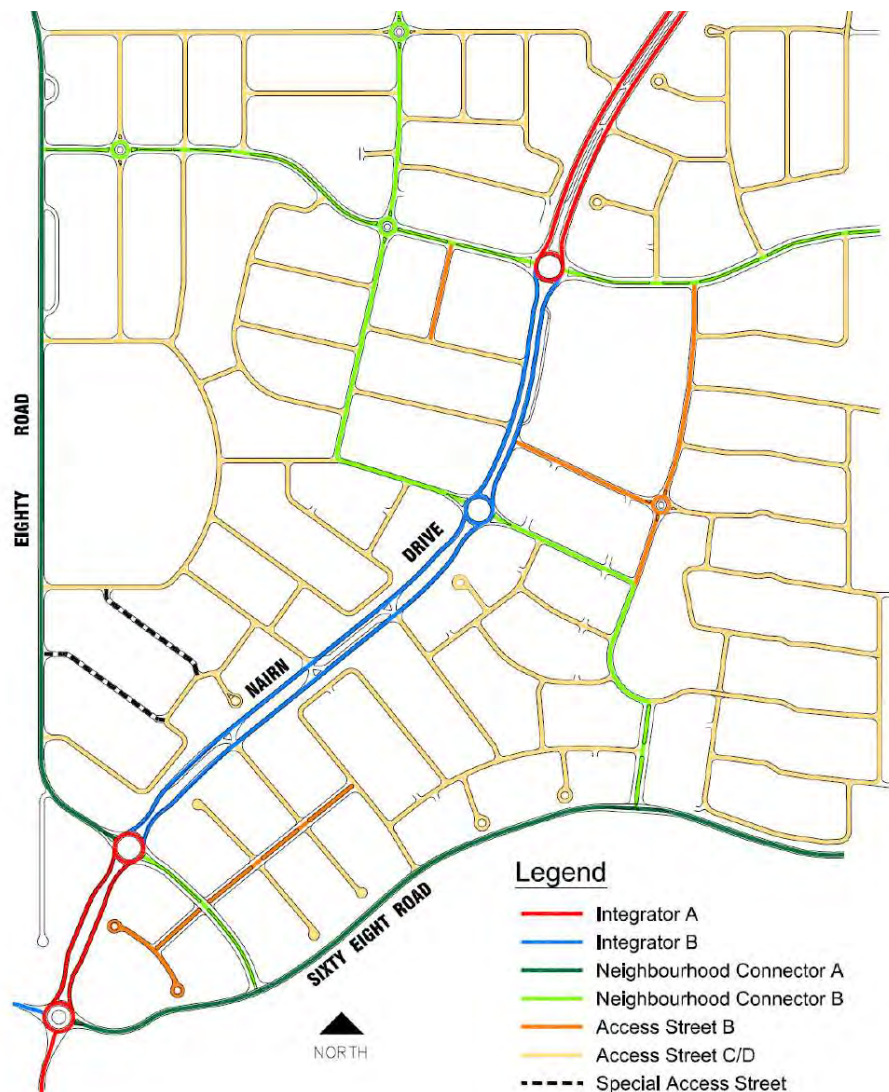 EIGHTY ROAD
NAIRN DRIVE
SIXTY EIGHT ROAD
NORTH
Legend
Integrator A
Integrator B
Neighbourhood Connector A
Neighbourhood Connector B
Access Street B
Access Street C/D
Special Access Street